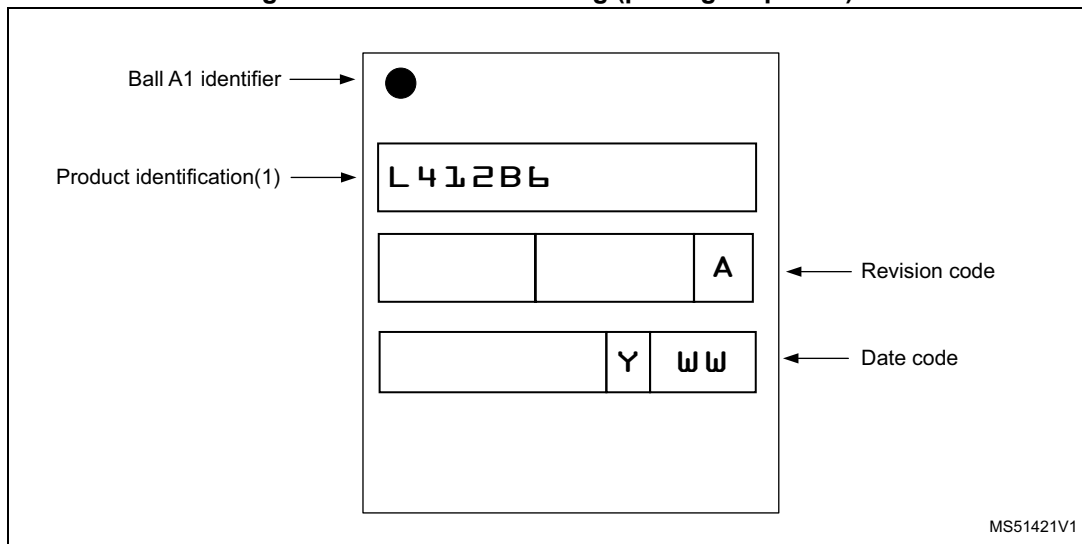 Ball A1 identifier
Product identification(1)
L412B6
A
Revision code
Y WW
Date code
MS51421V1